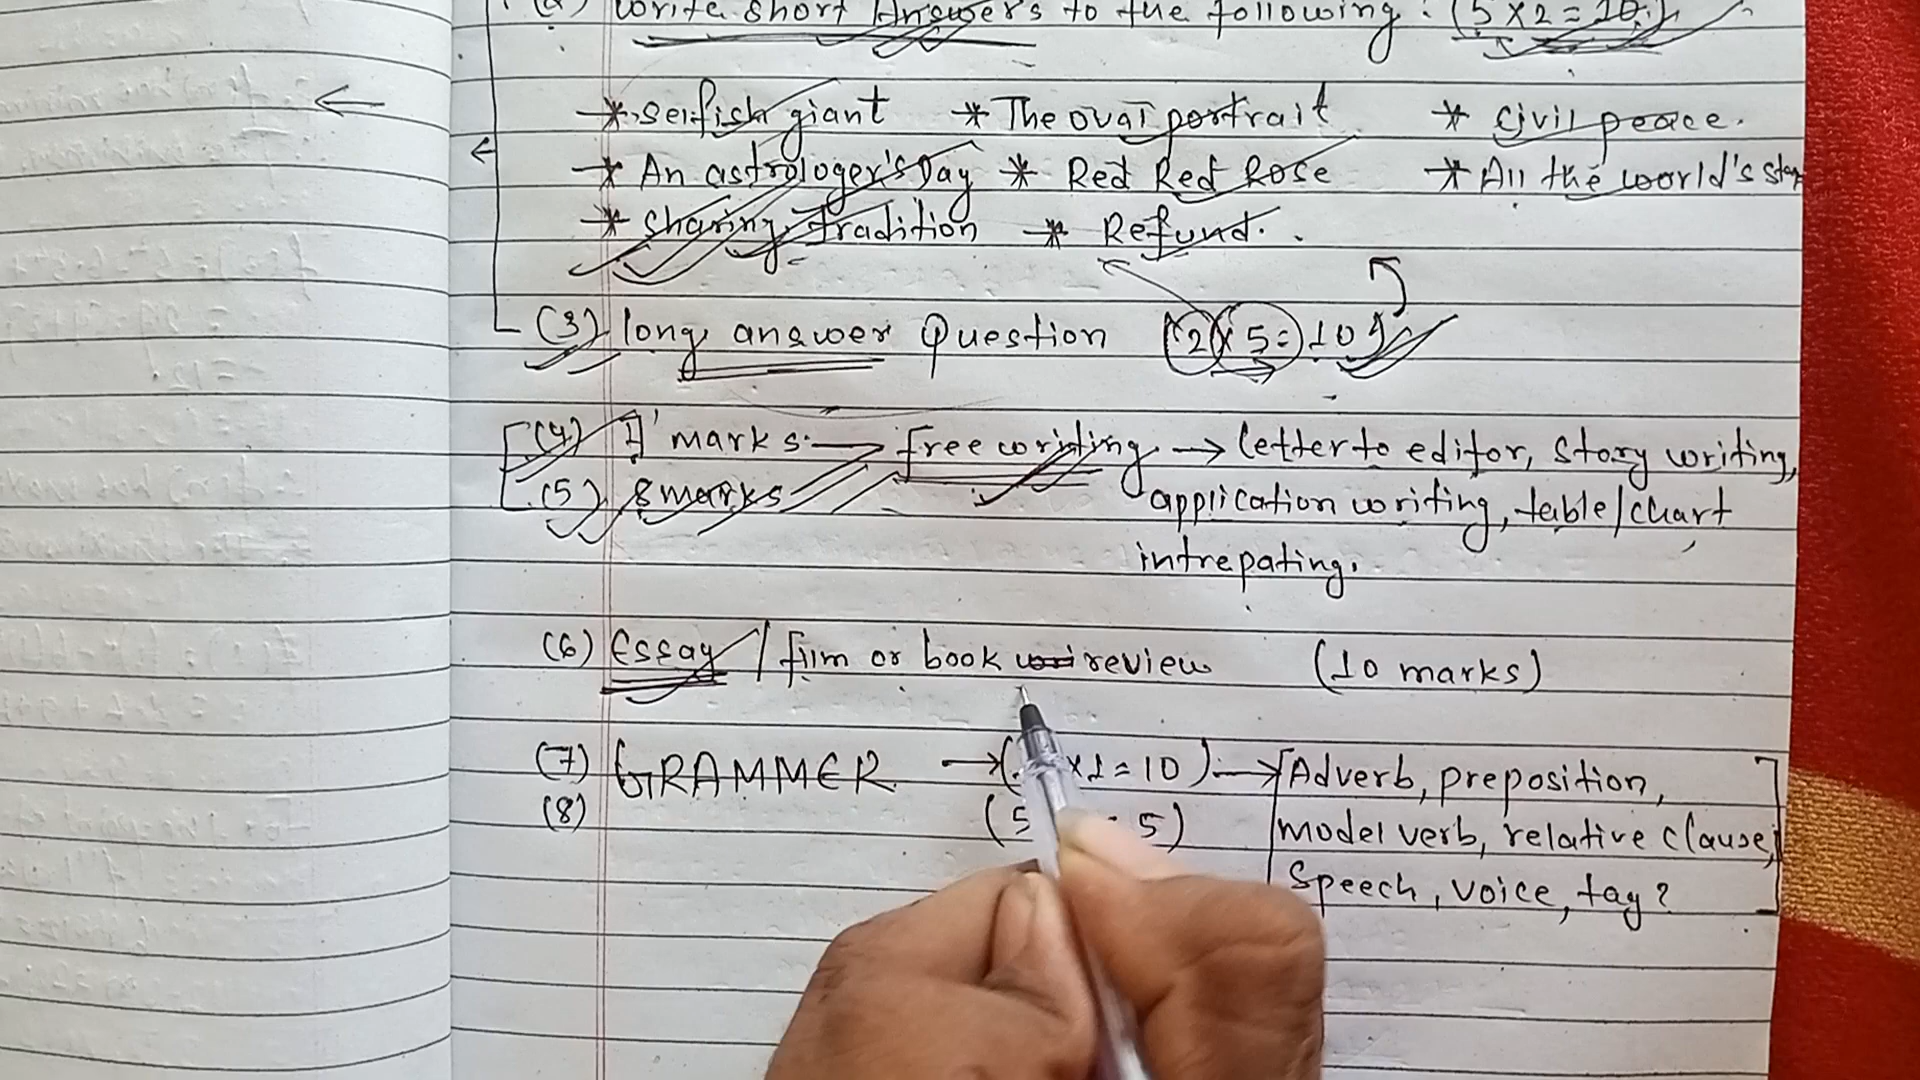 Write short Answers to the following : (5 X 2 = 10)
* Selfish giant * The oval portrait * Civil peace.
* An astrologer's Day * Red Red Rose * All the world's
* Sharing tradition * Refund.
(3) long answer Question (2 x 5 = 10)
(4) marks → free writing → letter to editor, story writing,
(5) 8 marks application writing, table/chart
intrepating.
(6) Essay / film or book review (10 marks)
(7) GRAMMER → x1 = 10) → [Adverb, preposition,
(8) (5 5) model verb, relative clause,
Speech, voice, tag?]